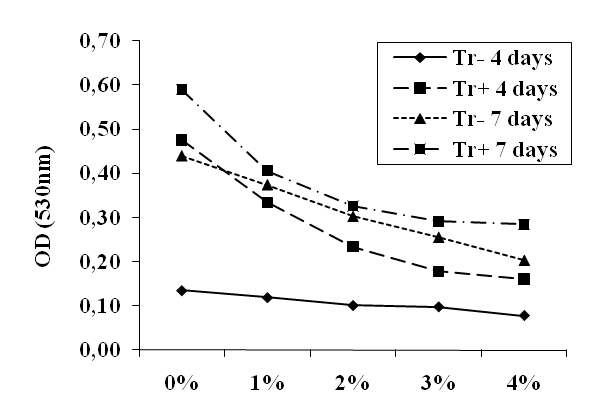 0,70
0,60
0,50
0,40
0,30
0,20
0,10
0,00
OD (530nm)
0% 1% 2% 3% 4%
Tr- 4 days
Tr+ 4 days
Tr- 7 days
Tr+ 7 days